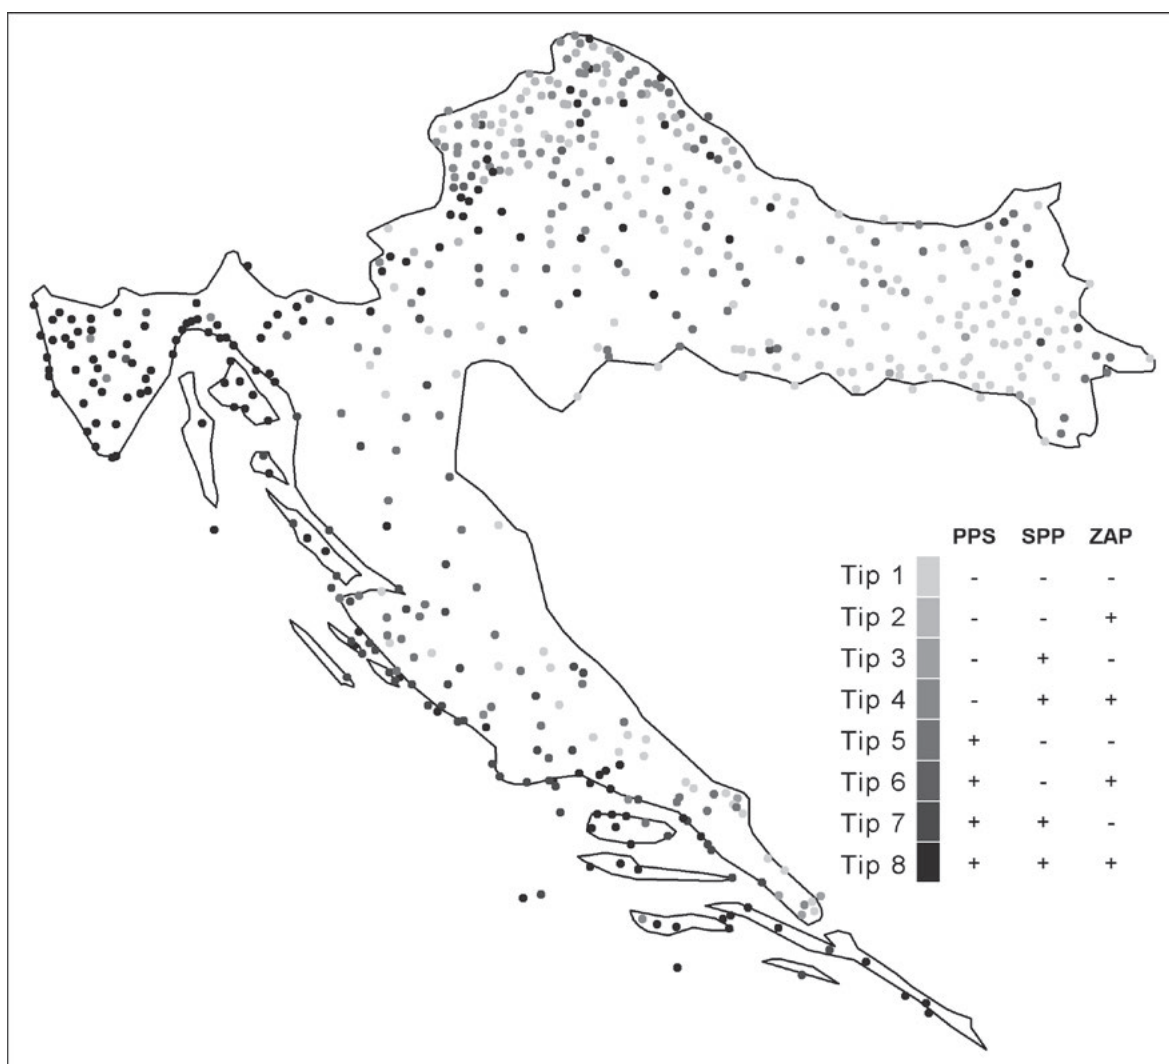 PPS SPP ZAP
Tip 1 - - -
Tip 2 - - +
Tip 3 - + -
Tip 4 - + +
Tip 5 + - -
Tip 6 + - +
Tip 7 + + -
Tip 8 + + +